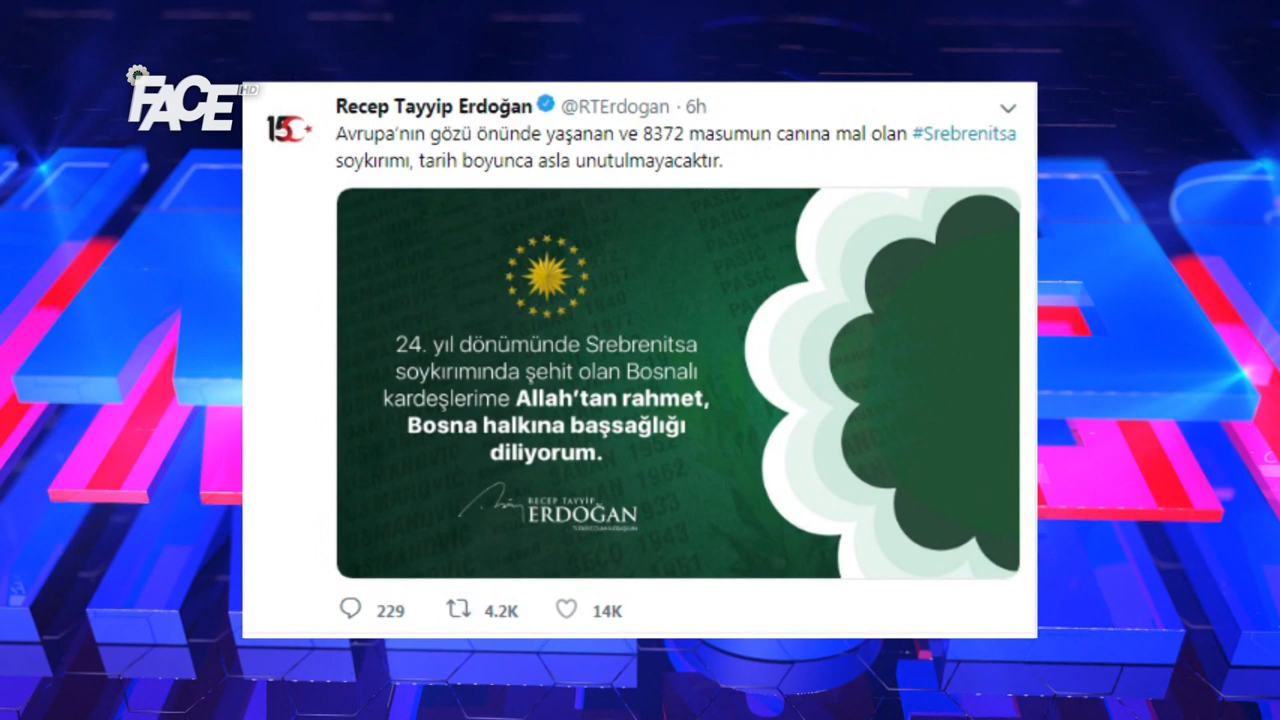 FACE HD
Recep Tayyip Erdoğan @RTErdogan · 6h
15
Avrupa'nın gözü önünde yaşanan ve 8372 masumun canına mal olan #Srebrenitsa
soykırımı, tarih boyunca asla unutulmayacaktır.
24. yıl dönümünde Srebrenitsa
soykırımında şehit olan Bosnalı
kardeşlerime Allah'tan rahmet,
Bosna halkına başsağlığı
diliyorum.
RECEP TAYYİP
ERDOĞAN
229 4.2K 14K